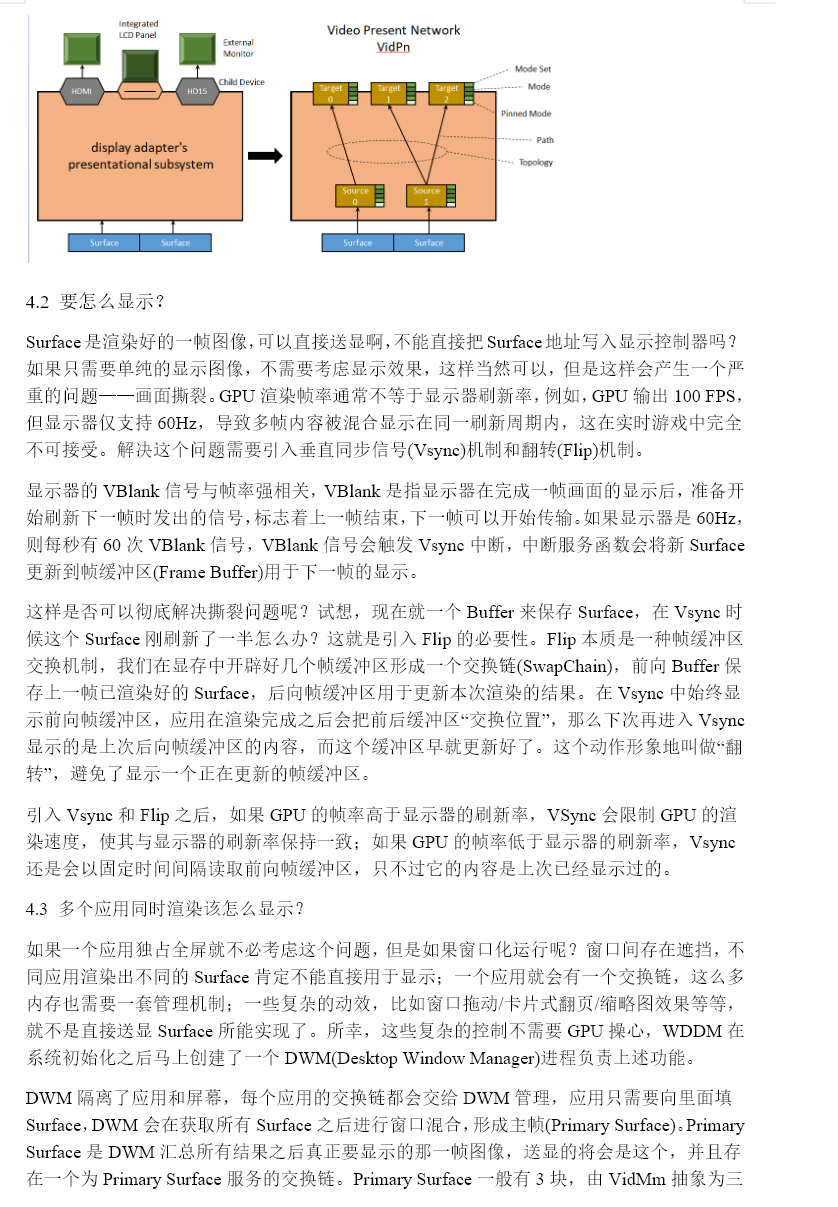 Integrated
LCD Panel
External
Monitor
Child Device
HDMI
HD15
display adapter's
presentational subsystem
Surface
Surface
Video Present Network
VidPn
Mode Set
Mode
Pinned Mode
Path
Topology
Target
0
Target
1
Target
2
Source
0
Source
1
Surface
Surface
4.2 要怎么显示？
Surface 是渲染好的一帧图像，可以直接送显啊，不能直接把 Surface 地址写入显示控制器吗？
如果只需要单纯的显示图像，不需要考虑显示效果，这样当然可以，但是这样会产生一个严
重的问题——画面撕裂。GPU 渲染帧率通常不等于显示器刷新率，例如，GPU 输出 100 FPS，
但显示器仅支持 60Hz，导致多帧内容被混合显示在同一刷新周期内，这在实时游戏中完全
不可接受。解决这个问题需要引入垂直同步信号(Vsync)机制和翻转(Flip)机制。
显示器的 VBlank 信号与帧率强相关，VBlank 是指显示器在完成一帧画面的显示后，准备开
始刷新下一帧时发出的信号，标志着上一帧结束，下一帧可以开始传输。如果显示器是 60Hz，
则每秒有 60 次 VBlank 信号，VBlank 信号会触发 Vsync 中断，中断服务函数会将新 Surface
更新到帧缓冲区(Frame Buffer)用于下一帧的显示。
这样是否可以彻底解决撕裂问题呢？试想，现在就一个 Buffer 来保存 Surface，在 Vsync 时
候这个 Surface 刚刷新了一半怎么办？这就是引入 Flip 的必要性。Flip 本质是一种帧缓冲区
交换机制，我们在显存中开辟好几个帧缓冲区形成一个交换链(SwapChain)，前向 Buffer 保
存上一帧已渲染好的 Surface，后向帧缓冲区用于更新本次渲染的结果。在 Vsync 中始终显
示前向帧缓冲区，应用在渲染完成之后会把前后缓冲区“交换位置”，那么下次再进入 Vsync
显示的是上次后向帧缓冲区的内容，而这个缓冲区早就更新好了。这个动作形象地叫做“翻
转”，避免了显示一个正在更新的帧缓冲区。
引入 Vsync 和 Flip 之后，如果 GPU 的帧率高于显示器的刷新率，VSync 会限制 GPU 的渲
染速度，使其与显示器的刷新率保持一致；如果 GPU 的帧率低于显示器的刷新率，Vsync
还是会以固定时间间隔读取前向帧缓冲区，只不过它的内容是上次已经显示过的。
4.3 多个应用同时渲染该怎么显示？
如果一个应用独占全屏就不必考虑这个问题，但是如果窗口化运行呢？窗口间存在遮挡，不
同应用渲染出不同的 Surface 肯定不能直接用于显示；一个应用就会有一个交换链，这么多
内存也需要一套管理机制；一些复杂的动效，比如窗口拖动/卡片式翻页/缩略图效果等等，
就不是直接送显 Surface 所能实现了。所幸，这些复杂的控制不需要 GPU 操心，WDDM 在
系统初始化之后马上创建了一个 DWM(Desktop Window Manager)进程负责上述功能。
DWM 隔离了应用和屏幕，每个应用的交换链都会交给 DWM 管理，应用只需要向里面填
Surface，DWM 会在获取所有 Surface 之后进行窗口混合，形成主帧(Primary Surface)。Primary
Surface 是 DWM 汇总所有结果之后真正要显示的那一帧图像，送显的将会是这个，并且存
在一个为 Primary Surface 服务的交换链。Primary Surface 一般有 3 块，由 VidMm 抽象为三